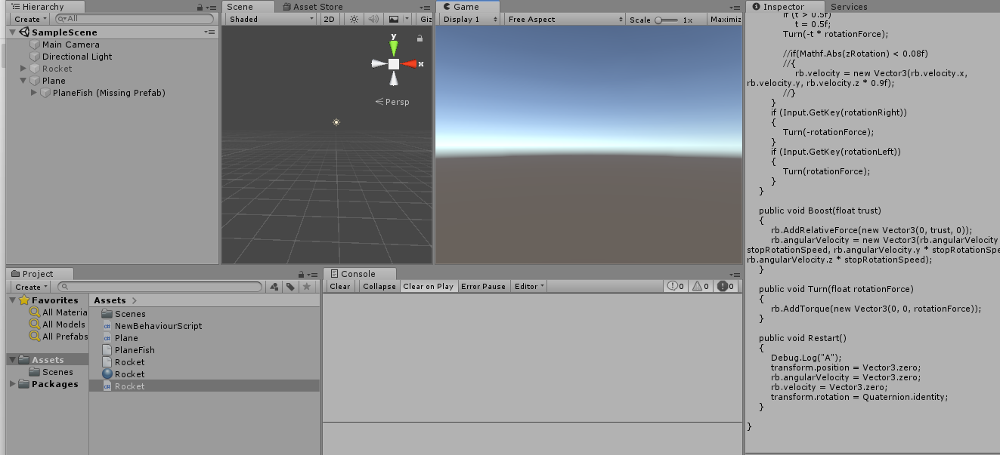 Hierarchy
Create
All
SampleScene
Main Camera
Directional Light
Rocket
Plane
PlaneFish (Missing Prefab)
Scene
Asset Store
Shaded
2D
Giz
y
x
Persp
Game
Display 1
Free Aspect
Scale
1x
Maximiz
Inspector
Services
if (t > 0.5f)
t = 0.5f;
Turn(-t * rotationForce);
//if(Mathf.Abs(zRotation) < 0.08f)
//{
rb.velocity = new Vector3(rb.velocity.x,
rb.velocity.y, rb.velocity.z * 0.9f);
//}
}
if (Input.GetKey(rotationRight))
{
Turn(-rotationForce);
}
if (Input.GetKey(rotationLeft))
{
Turn(rotationForce);
}
}
public void Boost(float trust)
{
rb.AddRelativeForce(new Vector3(0, trust, 0));
rb.angularVelocity = new Vector3(rb.angularVelocity
stopRotationSpeed, rb.angularVelocity.y * stopRotationSpe
rb.angularVelocity.z * stopRotationSpeed);
}
public void Turn(float rotationForce)
{
rb.AddTorque(new Vector3(0, 0, rotationForce));
}
public void Restart()
{
Debug.Log("A");
transform.position = Vector3.zero;
rb.angularVelocity = Vector3.zero;
rb.velocity = Vector3.zero;
transform.rotation = Quaternion.identity;
}
}
Project
Create
Favorites
All Materia
All Models
All Prefabs
Assets
Scenes
Packages
Assets
Scenes
NewBehaviourScript
Plane
PlaneFish
Rocket
Rocket
Rocket
Console
Clear
Collapse
Clear on Play
Error Pause
Editor
0
0
0